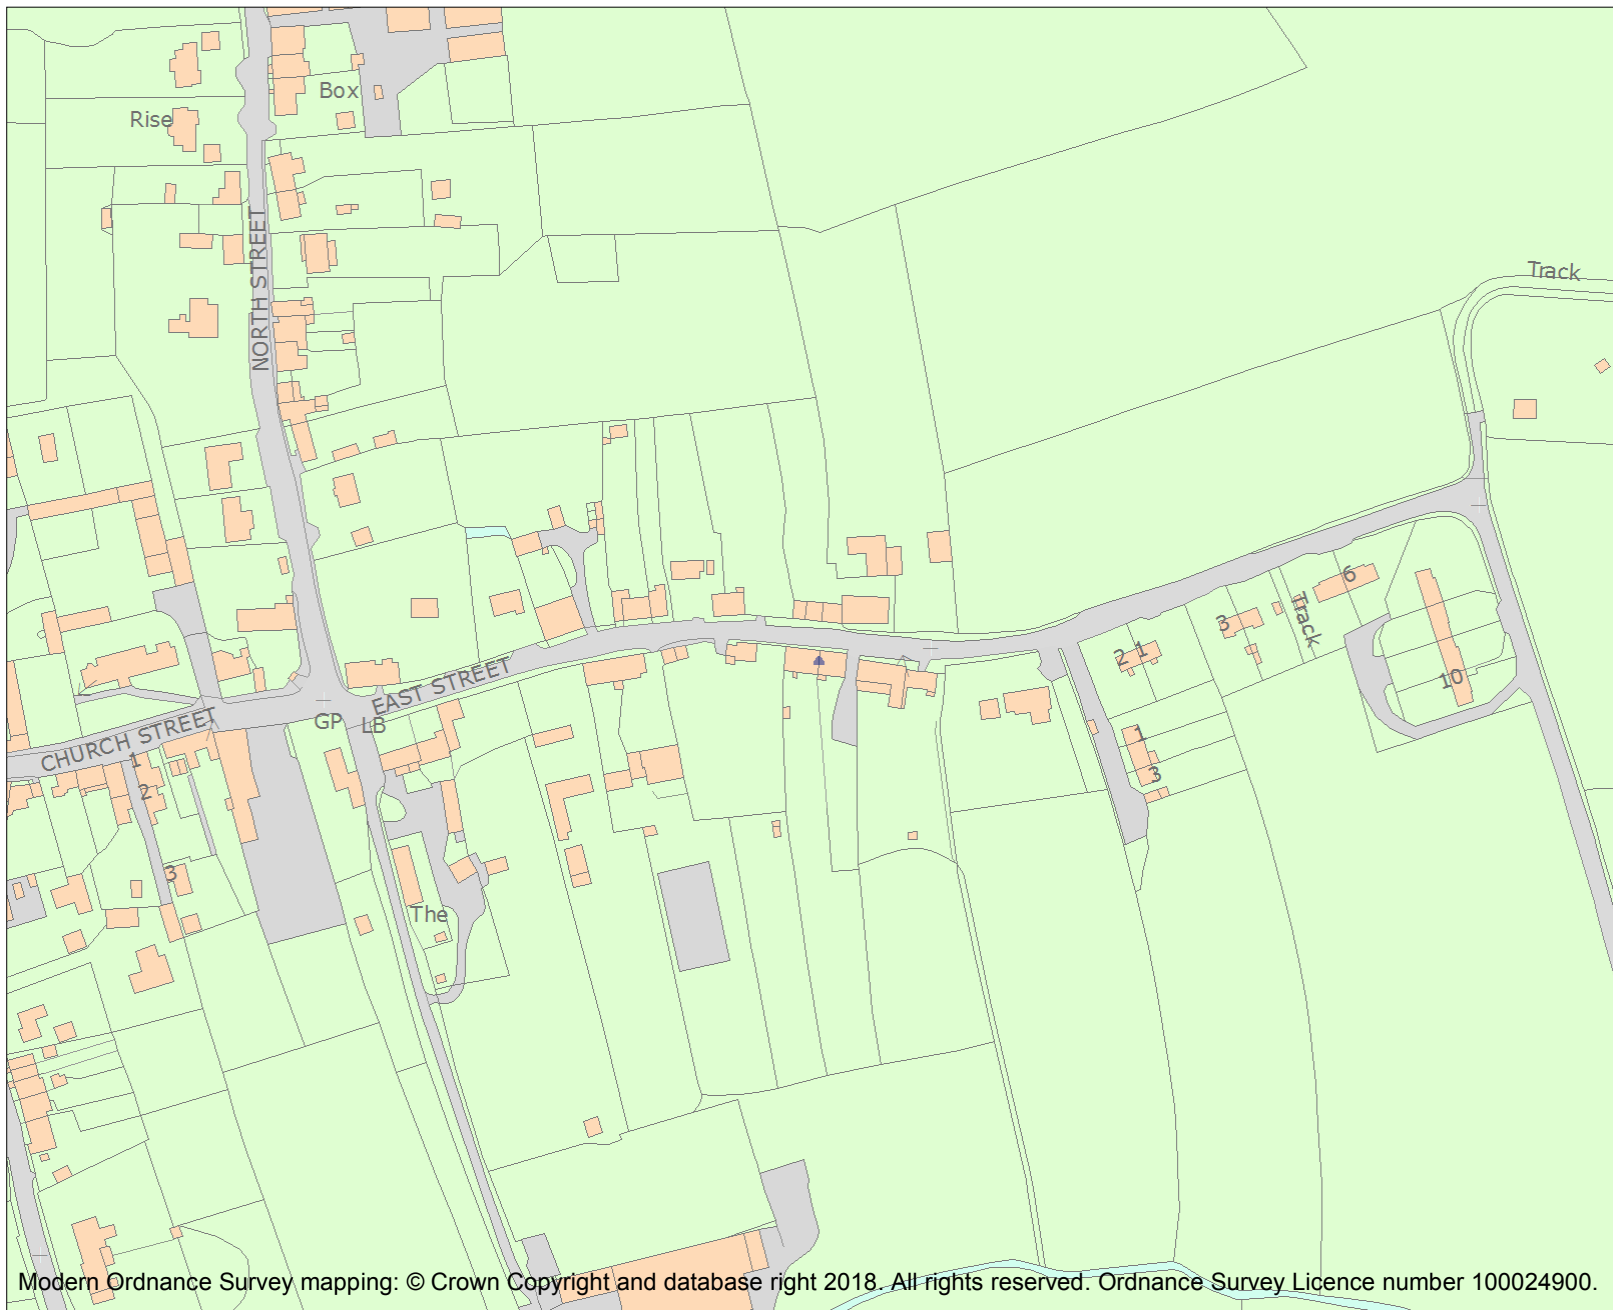 Box
Rise
NORTH STREET
Track
6
Track
3
2 1
10
EAST STREET
CHURCH STREET
GP
LB
1
2
1
3
3
The
Modern Ordnance Survey mapping: © Crown Copyright and database right 2018. All rights reserved. Ordnance Survey Licence number 100024900.